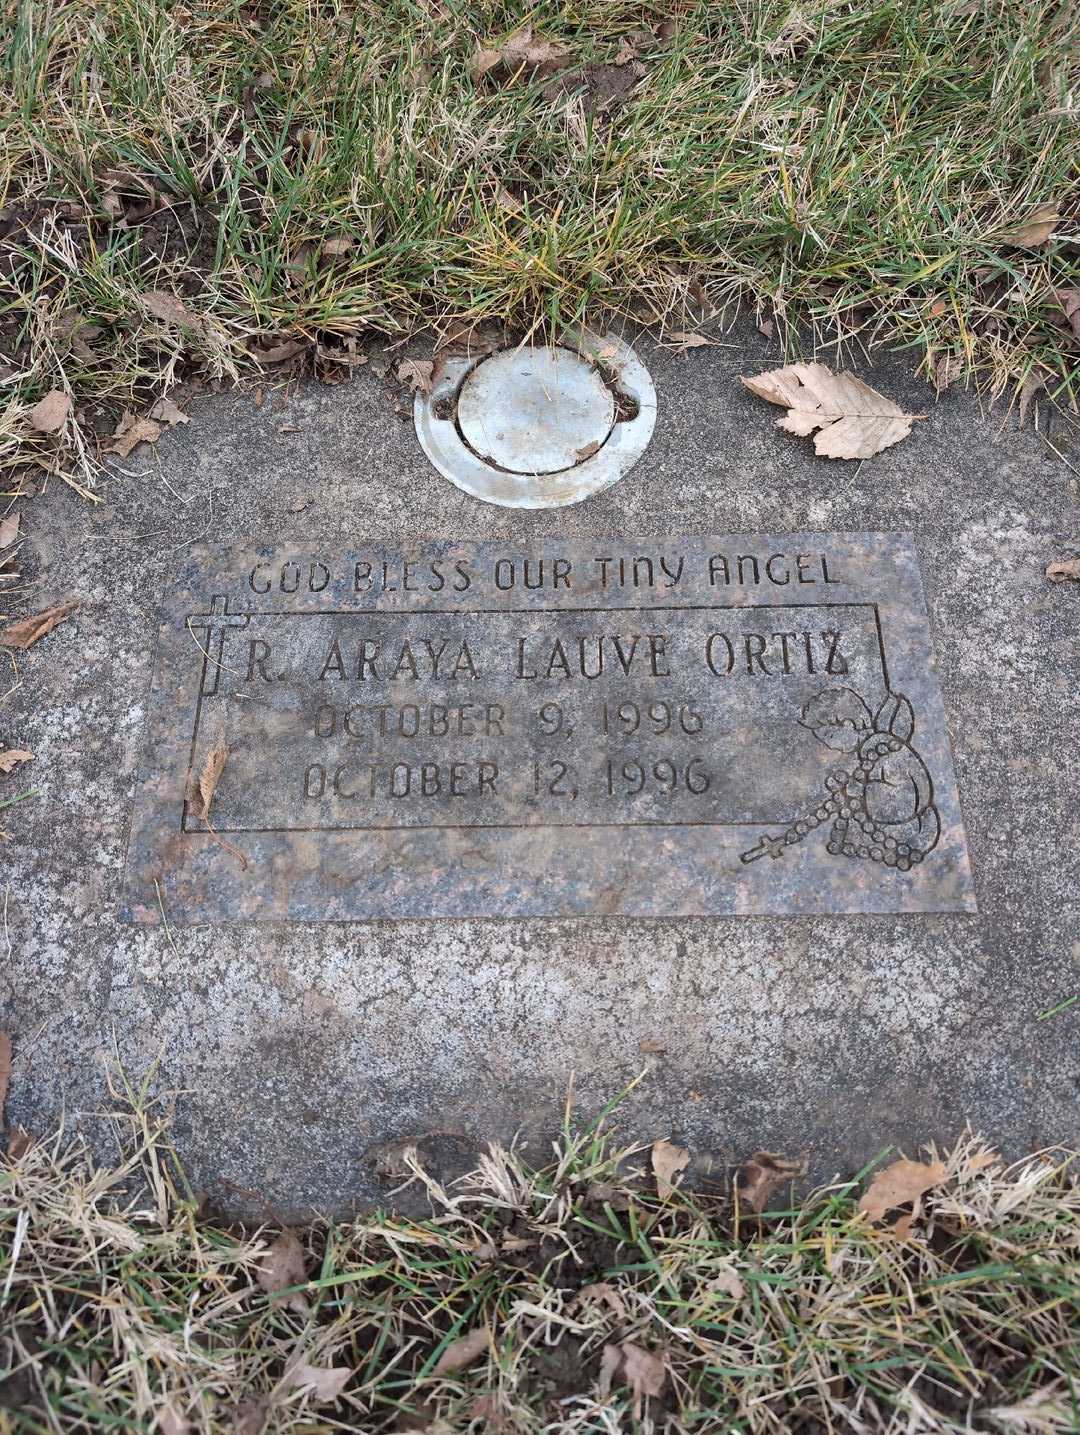 GOD BLESS OUR TINY ANGEL
R. ARAYA LAUVE ORTIZ
OCTOBER 9, 1996
OCTOBER 12, 1996